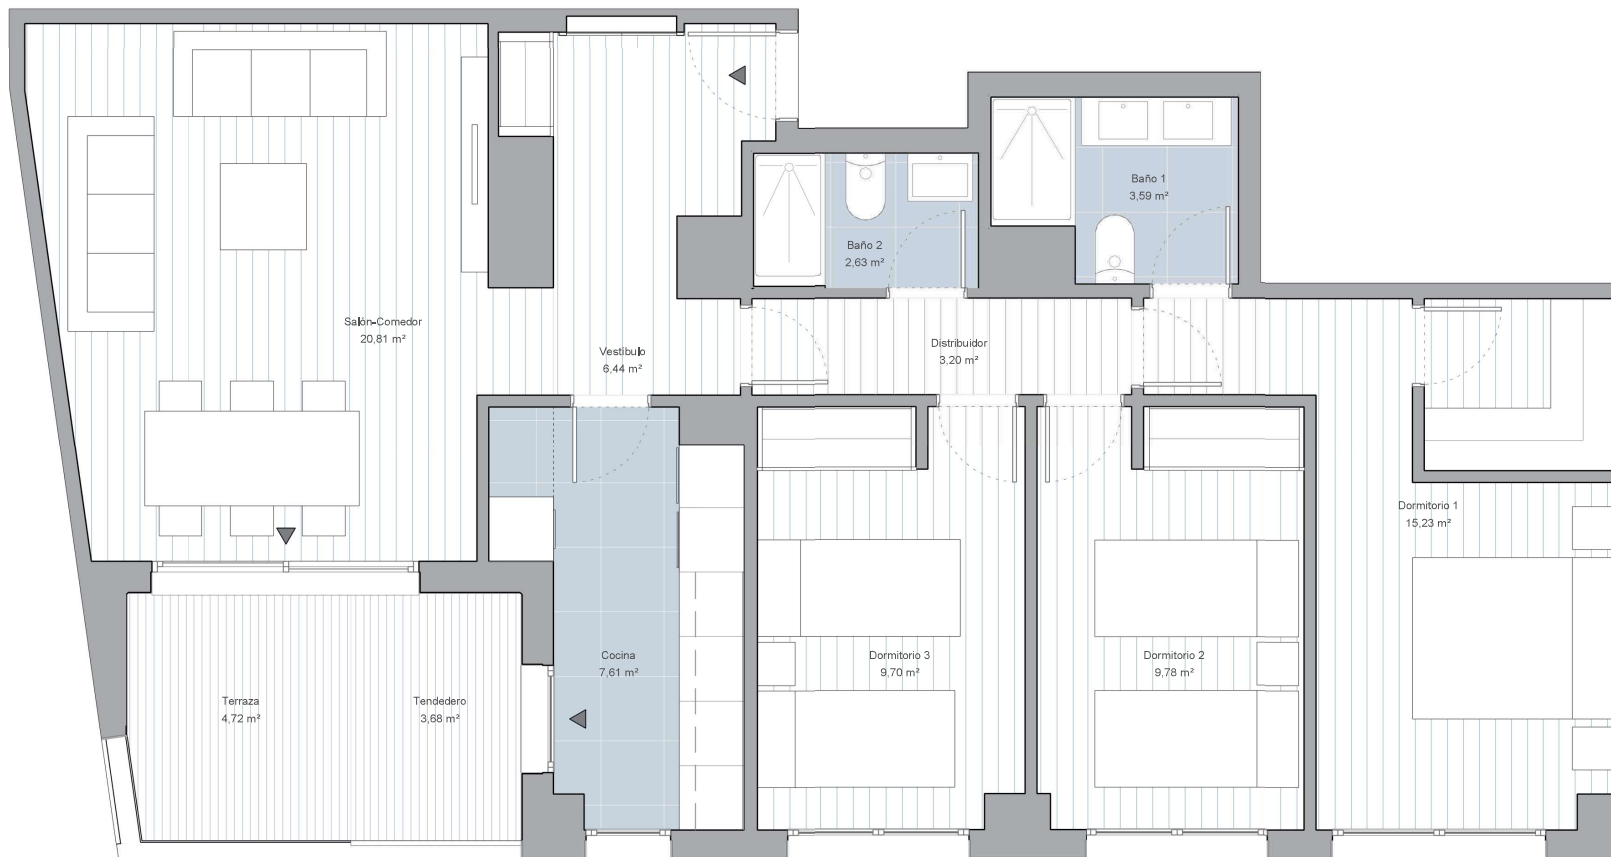 Baño 1
3,59 m²
Baño 2
2,63 m²
Salón-Comedor
20,81 m²
Vestíbulo
6,44 m²
Distribuidor
3,20 m²
Dormitorio 1
15,23 m²
Cocina
7,61 m²
Dormitorio 3
9,70 m²
Dormitorio 2
9,78 m²
Terraza
4,72 m²
Tendedero
3,68 m²